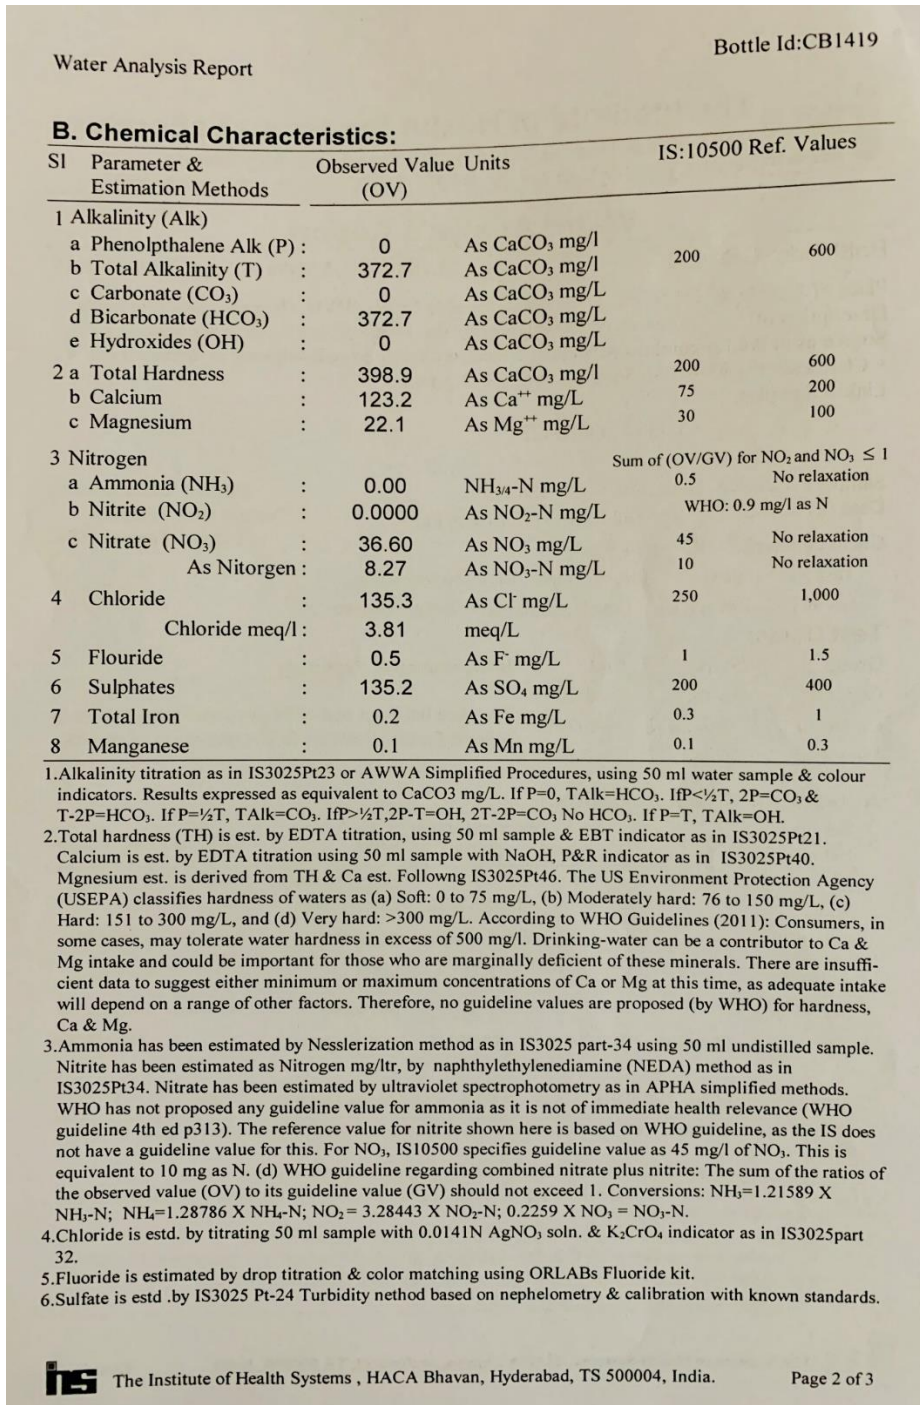 Bottle Id:CB1419
Water Analysis Report
B. Chemical Characteristics:
Sl Parameter & Observed Value Units IS:10500 Ref. Values
Estimation Methods (OV)
1 Alkalinity (Alk)
a Phenolpthalene Alk (P) : 0 As CaCO₃ mg/l
b Total Alkalinity (T) : 372.7 As CaCO₃ mg/l 200 600
c Carbonate (CO₃) : 0 As CaCO₃ mg/L
d Bicarbonate (HCO₃) : 372.7 As CaCO₃ mg/L
e Hydroxides (OH) : 0 As CaCO₃ mg/L
2 a Total Hardness : 398.9 As CaCO₃ mg/l 200 600
b Calcium : 123.2 As Ca⁺⁺ mg/L 75 200
c Magnesium : 22.1 As Mg⁺⁺ mg/L 30 100
3 Nitrogen Sum of (OV/GV) for NO₂ and NO₃ ≤ 1
a Ammonia (NH₃) : 0.00 NH₃/₄-N mg/L 0.5 No relaxation
b Nitrite (NO₂) : 0.0000 As NO₂-N mg/L WHO: 0.9 mg/l as N
c Nitrate (NO₃) : 36.60 As NO₃ mg/L 45 No relaxation
As Nitorgen : 8.27 As NO₃-N mg/L 10 No relaxation
4 Chloride : 135.3 As Cl⁻ mg/L 250 1,000
Chloride meq/l : 3.81 meq/L
5 Flouride : 0.5 As F⁻ mg/L 1 1.5
6 Sulphates : 135.2 As SO₄ mg/L 200 400
7 Total Iron : 0.2 As Fe mg/L 0.3 1
8 Manganese : 0.1 As Mn mg/L 0.1 0.3
1.Alkalinity titration as in IS3025Pt23 or AWWA Simplified Procedures, using 50 ml water sample & colour
indicators. Results expressed as equivalent to CaCO3 mg/L. If P=0, TAlk=HCO₃. IfP<½T, 2P=CO₃ &
T-2P=HCO₃. If P=½T, TAlk=CO₃. IfP>½T,2P-T=OH, 2T-2P=CO₃ No HCO₃. If P=T, TAlk=OH.
2.Total hardness (TH) is est. by EDTA titration, using 50 ml sample & EBT indicator as in IS3025Pt21.
Calcium is est. by EDTA titration using 50 ml sample with NaOH, P&R indicator as in IS3025Pt40.
Mgnesium est. is derived from TH & Ca est. Followng IS3025Pt46. The US Environment Protection Agency
(USEPA) classifies hardness of waters as (a) Soft: 0 to 75 mg/L, (b) Moderately hard: 76 to 150 mg/L, (c)
Hard: 151 to 300 mg/L, and (d) Very hard: >300 mg/L. According to WHO Guidelines (2011): Consumers, in
some cases, may tolerate water hardness in excess of 500 mg/l. Drinking-water can be a contributor to Ca &
Mg intake and could be important for those who are marginally deficient of these minerals. There are insuffi-
cient data to suggest either minimum or maximum concentrations of Ca or Mg at this time, as adequate intake
will depend on a range of other factors. Therefore, no guideline values are proposed (by WHO) for hardness,
Ca & Mg.
3.Ammonia has been estimated by Nesslerization method as in IS3025 part-34 using 50 ml undistilled sample.
Nitrite has been estimated as Nitrogen mg/ltr, by naphthylethylenediamine (NEDA) method as in
IS3025Pt34. Nitrate has been estimated by ultraviolet spectrophotometry as in APHA simplified methods.
WHO has not proposed any guideline value for ammonia as it is not of immediate health relevance (WHO
guideline 4th ed p313). The reference value for nitrite shown here is based on WHO guideline, as the IS does
not have a guideline value for this. For NO₃, IS10500 specifies guideline value as 45 mg/l of NO₃. This is
equivalent to 10 mg as N. (d) WHO guideline regarding combined nitrate plus nitrite: The sum of the ratios of
the observed value (OV) to its guideline value (GV) should not exceed 1. Conversions: NH₃=1.21589 X
NH₃-N; NH₄=1.28786 X NH₄-N; NO₂ = 3.28443 X NO₂-N; 0.2259 X NO₃ = NO₃-N.
4.Chloride is estd. by titrating 50 ml sample with 0.0141N AgNO₃ soln. & K₂CrO₄ indicator as in IS3025part
32.
5.Fluoride is estimated by drop titration & color matching using ORLABs Fluoride kit.
6.Sulfate is estd .by IS3025 Pt-24 Turbidity nethod based on nephelometry & calibration with known standards.
ihs The Institute of Health Systems , HACA Bhavan, Hyderabad, TS 500004, India. Page 2 of 3